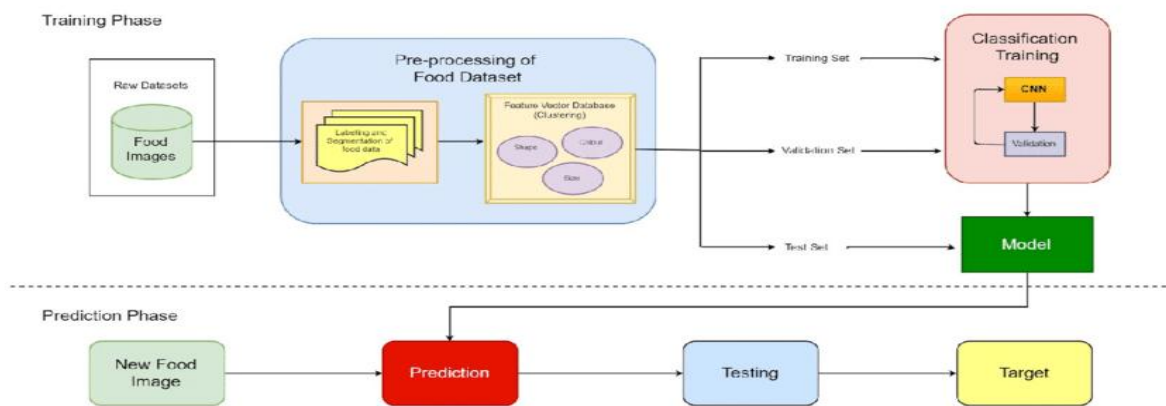 Training Phase
Raw Datasets
Food
Images
Pre-processing of
Food Dataset
Labeling and
Segmentation of
food data
Feature Vector Database
(Clustering)
Shape
Colour
Size
Training Set
Validation Set
Test Set
Classification
Training
CNN
Validation
Model
Prediction Phase
New Food
Image
Prediction
Testing
Target